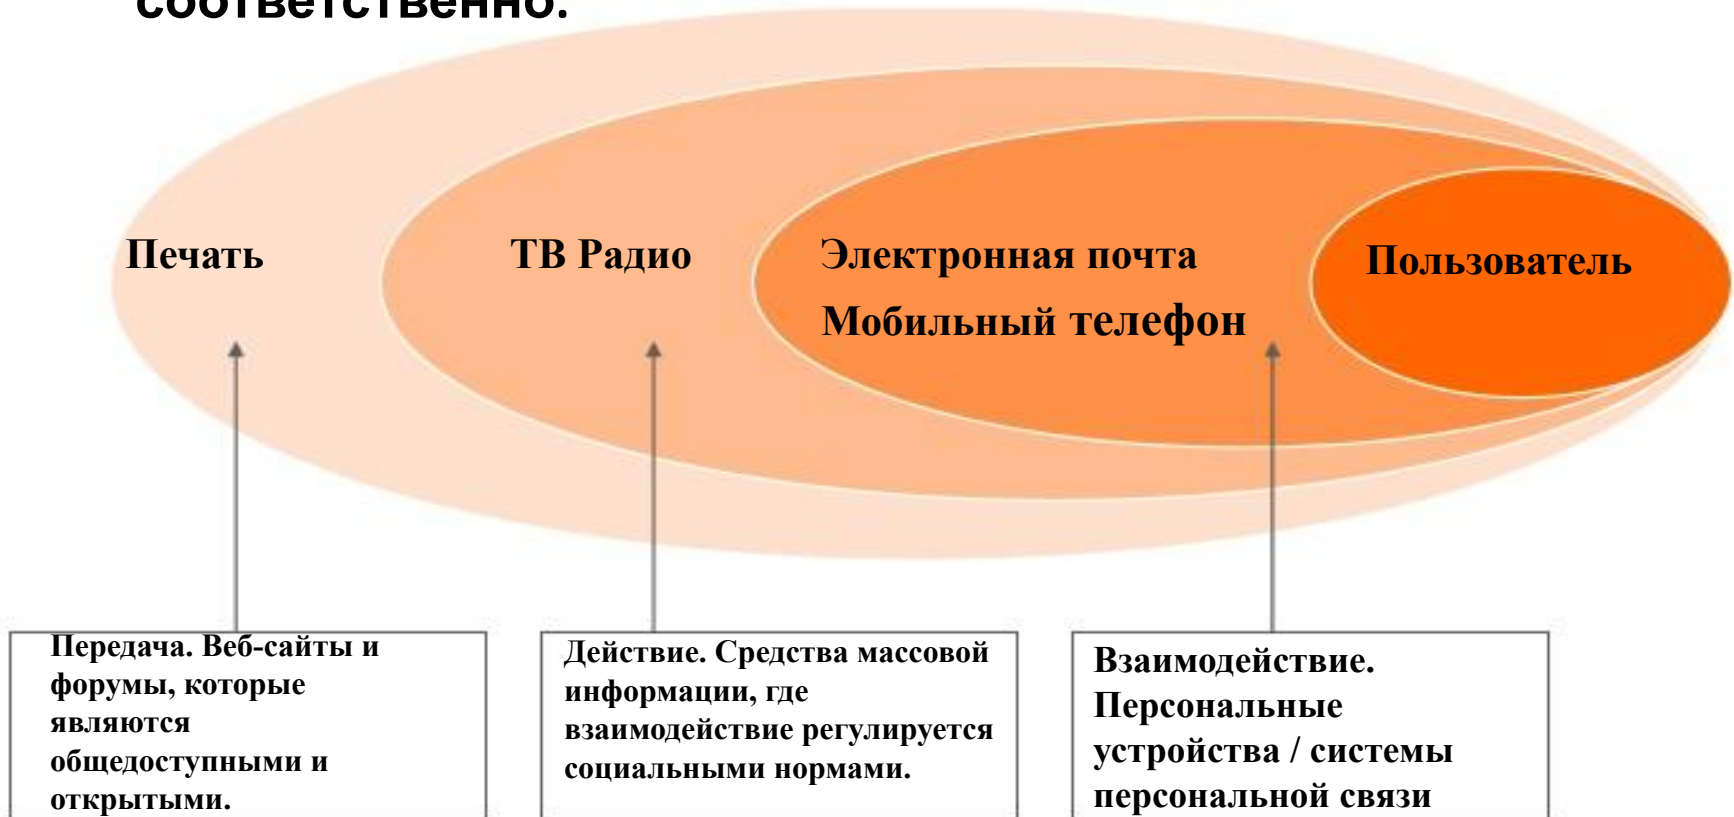 соответственно.
Печать
ТВ Радио
Электронная почта
Мобильный телефон
Пользователь
Передача. Веб-сайты и
форумы, которые
являются
общедоступными и
открытыми.
Действие. Средства массовой
информации, где
взаимодействие регулируется
социальными нормами.
Взаимодействие.
Персональные
устройства / системы
персональной связи